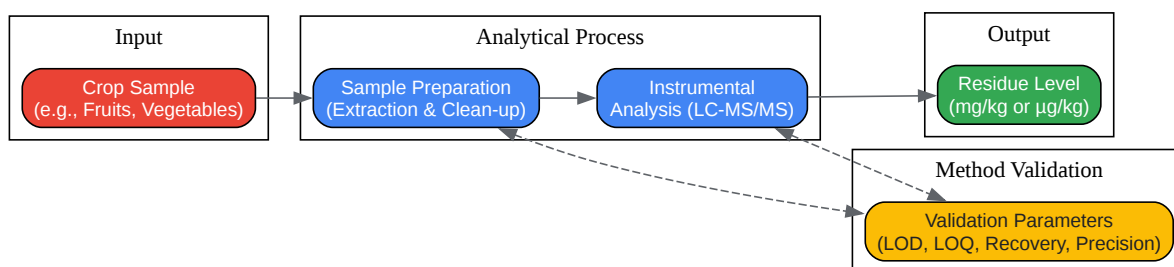 Input
Crop Sample
(e.g., Fruits, Vegetables)
Analytical Process
Sample Preparation
(Extraction & Clean-up)
Instrumental
Analysis (LC-MS/MS)
Output
Residue Level
(mg/kg or µg/kg)
Method Validation
Validation Parameters
(LOD, LOQ, Recovery, Precision)